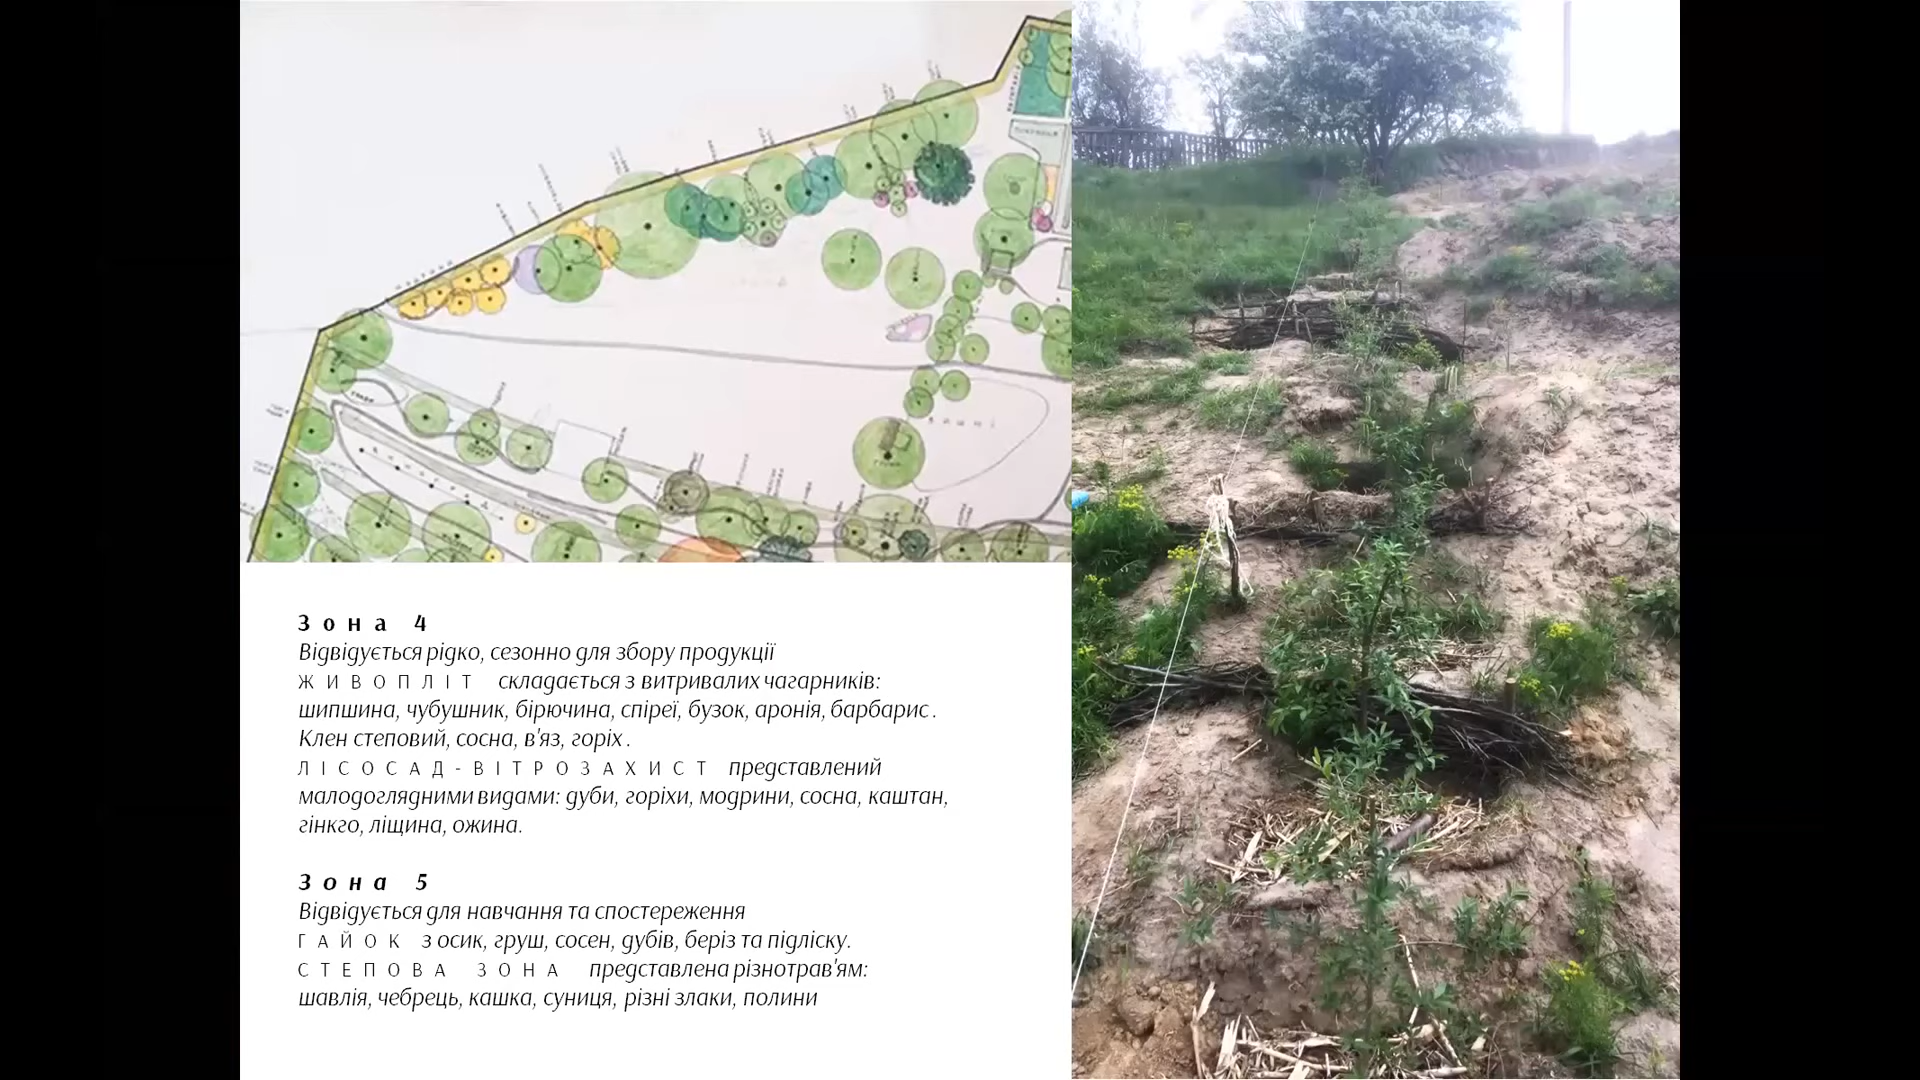 Зона 4
Відвідується рідко, сезонно для збору продукції
ЖИВОПЛІТ складається з витривалих чагарників:
шипшина, чубушник, бірючина, спіреї, бузок, аронія, барбарис .
Клен степовий, сосна, в'яз, горіх .
ЛІСОСАД-ВІТРОЗАХИСТ представлений
малодоглядними видами: дуби, горіхи, модрини, сосна, каштан,
гінкго, ліщина, ожина.
Зона 5
Відвідується для навчання та спостереження
ГАЙОК з осик, груш, сосен, дубів, беріз та підліску.
СТЕПОВА ЗОНА представлена різнотрав'ям:
шавлія, чебрець, кашка, суниця, різні злаки, полини